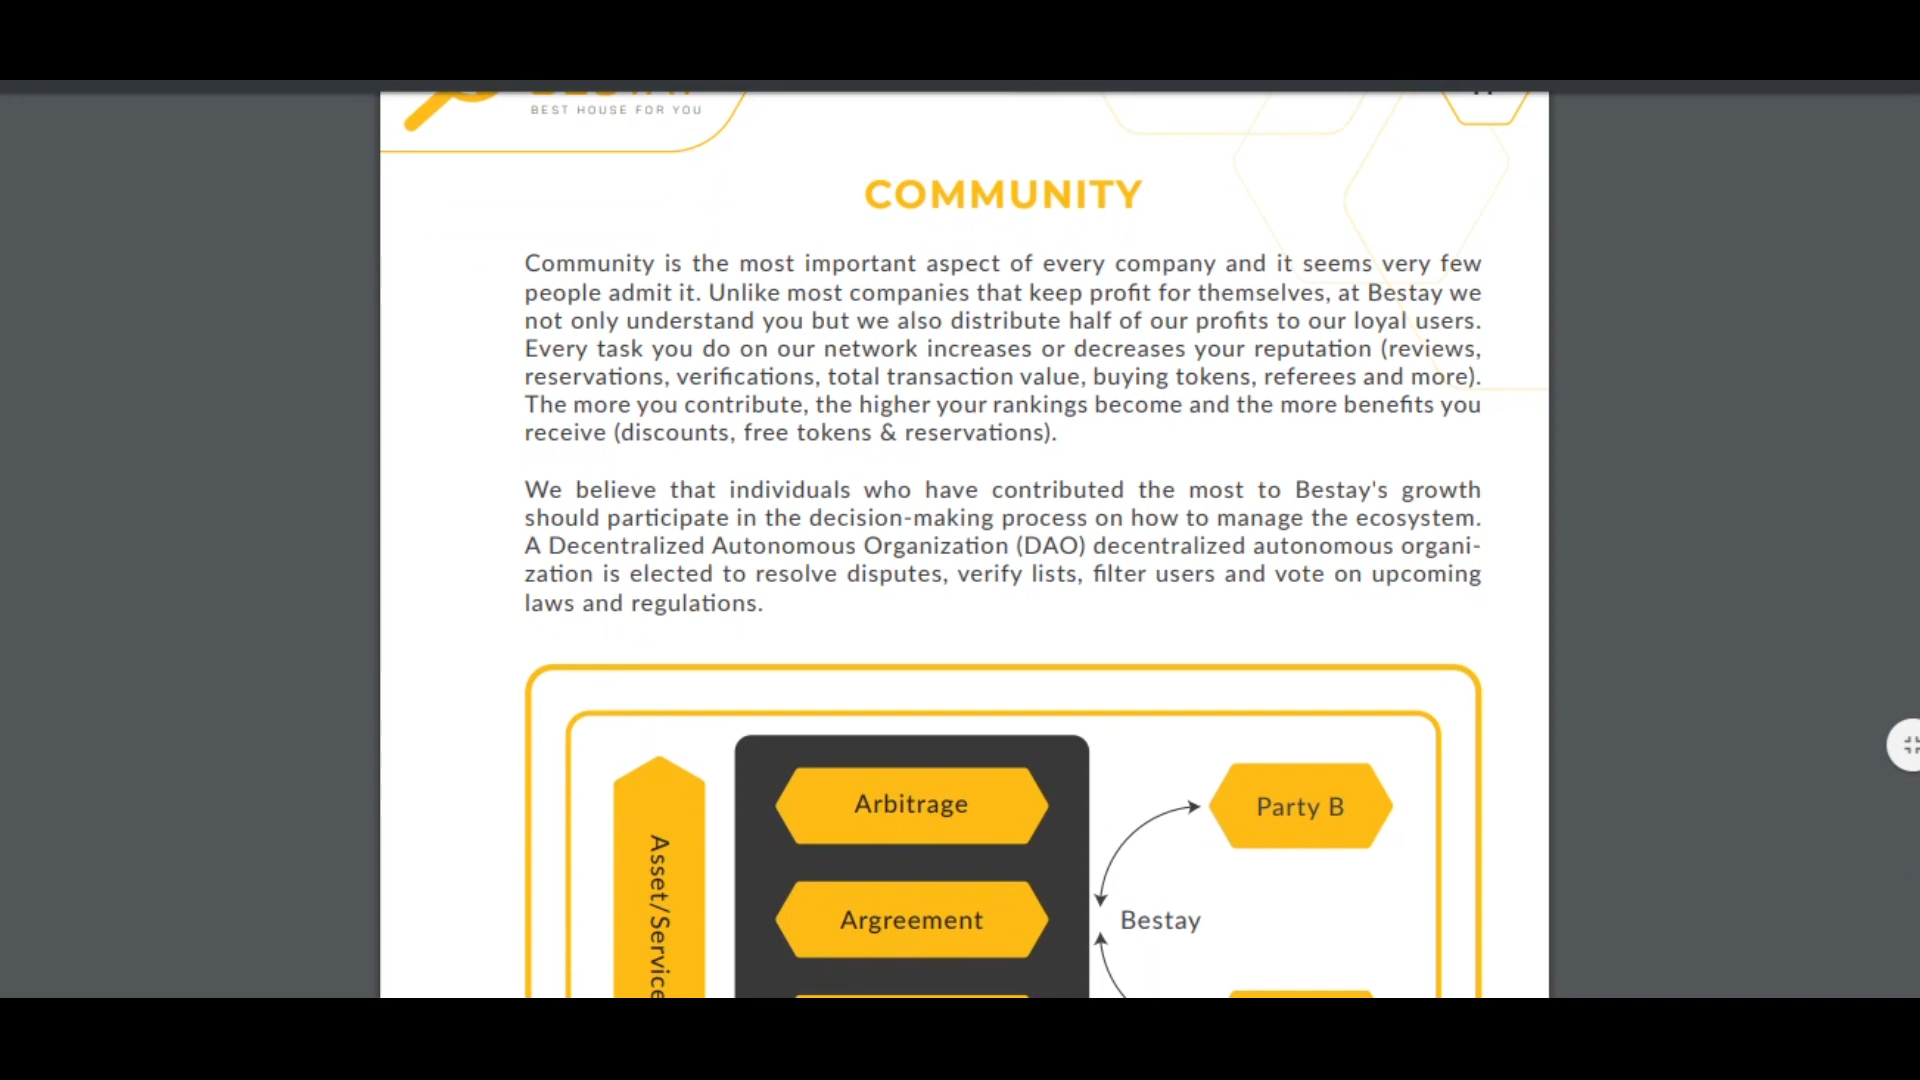 BEST HOUSE FOR YOU
COMMUNITY
Community is the most important aspect of every company and it seems very few
people admit it. Unlike most companies that keep profit for themselves, at Bestay we
not only understand you but we also distribute half of our profits to our loyal users.
Every task you do on our network increases or decreases your reputation (reviews,
reservations, verifications, total transaction value, buying tokens, referees and more).
The more you contribute, the higher your rankings become and the more benefits you
receive (discounts, free tokens & reservations).
We believe that individuals who have contributed the most to Bestay's growth
should participate in the decision-making process on how to manage the ecosystem.
A Decentralized Autonomous Organization (DAO) decentralized autonomous organi-
zation is elected to resolve disputes, verify lists, filter users and vote on upcoming
laws and regulations.
Asset/Service
Arbitrage
Argreement
Party B
Bestay